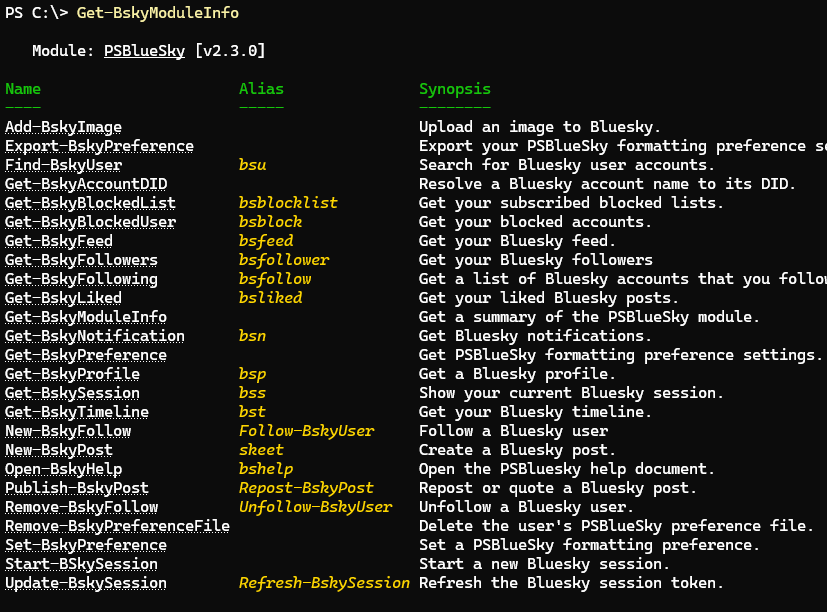 PS C:\> Get-BskyModuleInfo
Module: PSBlueSky [v2.3.0]
Name Alias Synopsis
---- ----- --------
Add-BskyImage Upload an image to Bluesky.
Export-BskyPreference Export your PSBlueSky formatting preference se
Find-BskyUser bsu Search for Bluesky user accounts.
Get-BskyAccountDID Resolve a Bluesky account name to its DID.
Get-BskyBlockedList bsblocklist Get your subscribed blocked lists.
Get-BskyBlockedUser bsblock Get your blocked accounts.
Get-BskyFeed bsfeed Get your Bluesky feed.
Get-BskyFollowers bsfollower Get your Bluesky followers
Get-BskyFollowing bsfollow Get a list of Bluesky accounts that you follow
Get-BskyLiked bsliked Get your liked Bluesky posts.
Get-BskyModuleInfo Get a summary of the PSBlueSky module.
Get-BskyNotification bsn Get Bluesky notifications.
Get-BskyPreference Get PSBlueSky formatting preference settings.
Get-BskyProfile bsp Get a Bluesky profile.
Get-BskySession bss Show your current Bluesky session.
Get-BskyTimeline bst Get your Bluesky timeline.
New-BskyFollow Follow-BskyUser Follow a Bluesky user
New-BskyPost skeet Create a Bluesky post.
Open-BskyHelp bshelp Open the PSBluesky help document.
Publish-BskyPost Repost-BskyPost Repost or quote a Bluesky post.
Remove-BskyFollow Unfollow-BskyUser Unfollow a Bluesky user.
Remove-BskyPreferenceFile Delete the user's PSBlueSky preference file.
Set-BskyPreference Set a PSBlueSky formatting preference.
Start-BSkySession Start a new Bluesky session.
Update-BskySession Refresh-BskySession Refresh the Bluesky session token.